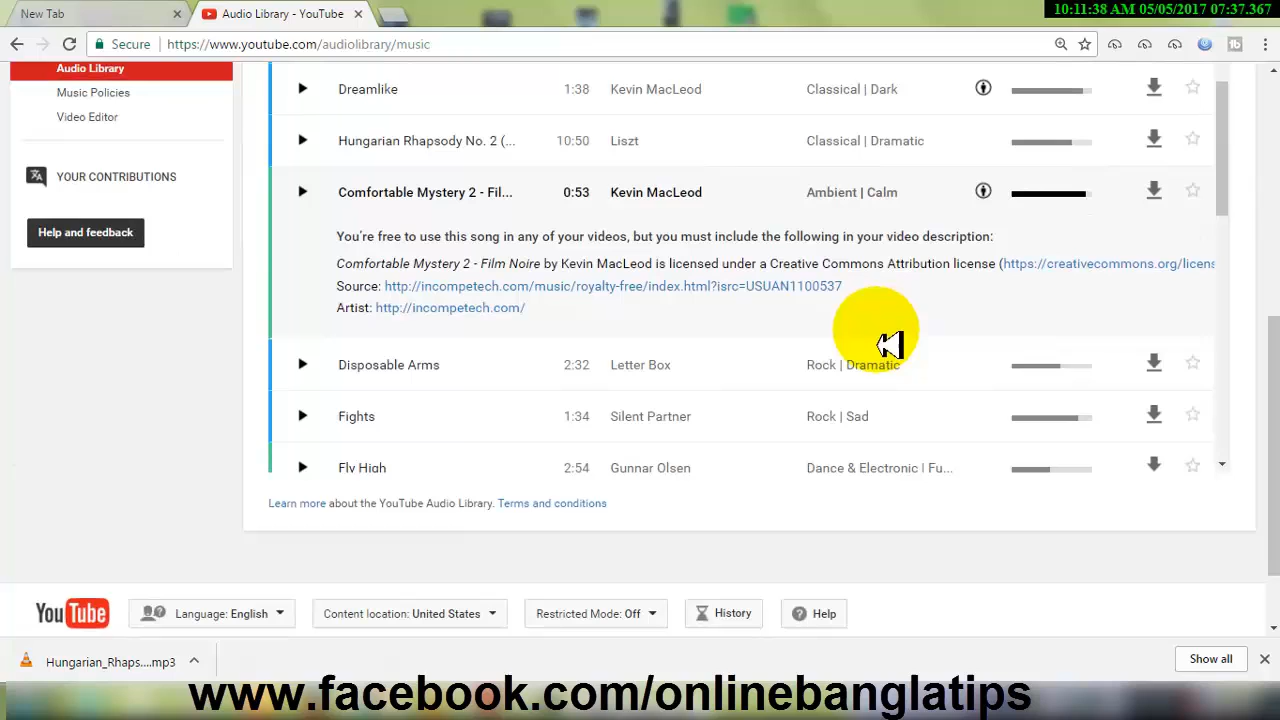 10:11:38 AM 05/05/2017 07:37.367
New Tab
Audio Library - YouTube
Secure
https://www.youtube.com/audiolibrary/music
Audio Library
Music Policies
Video Editor
YOUR CONTRIBUTIONS
Help and feedback
Dreamlike 1:38 Kevin MacLeod Classical | Dark
Hungarian Rhapsody No. 2 (... 10:50 Liszt Classical | Dramatic
Comfortable Mystery 2 - Fil... 0:53 Kevin MacLeod Ambient | Calm
You're free to use this song in any of your videos, but you must include the following in your video description:
Comfortable Mystery 2 - Film Noire by Kevin MacLeod is licensed under a Creative Commons Attribution license (https://creativecommons.org/licens
Source: http://incompetech.com/music/royalty-free/index.html?isrc=USUAN1100537
Artist: http://incompetech.com/
Disposable Arms 2:32 Letter Box Rock | Dramatic
Fights 1:34 Silent Partner Rock | Sad
Fly High 2:54 Gunnar Olsen Dance & Electronic | Fu...
Learn more about the YouTube Audio Library. Terms and conditions
YouTube Language: English Content location: United States Restricted Mode: Off History Help
Hungarian_Rhaps....mp3
Show all
www.facebook.com/onlinebanglatips